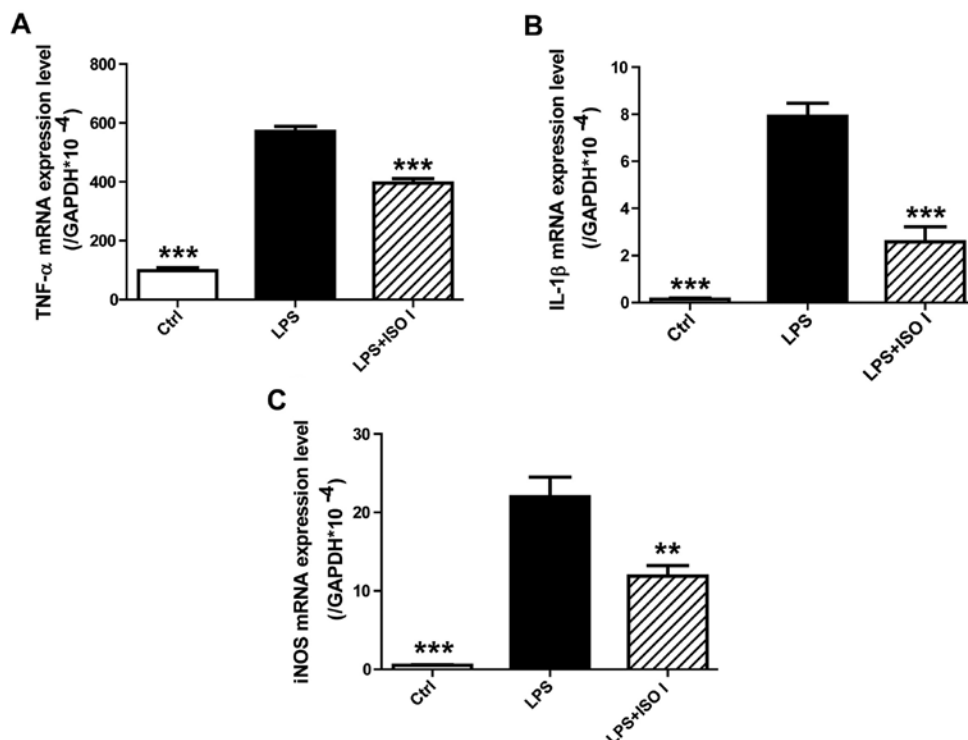 A
TNF-α mRNA expression level
(/GAPDH*10 -4)
800
600
400
200
0
***
***
Ctrl
LPS
LPS+ISO I
B
IL-1β mRNA expression level
(/GAPDH*10 -4)
10
8
6
4
2
0
***
***
Ctrl
LPS
LPS+ISO I
C
iNOS mRNA expression level
(/GAPDH*10 -4)
30
20
10
0
***
**
Ctrl
LPS
LPS+ISO I